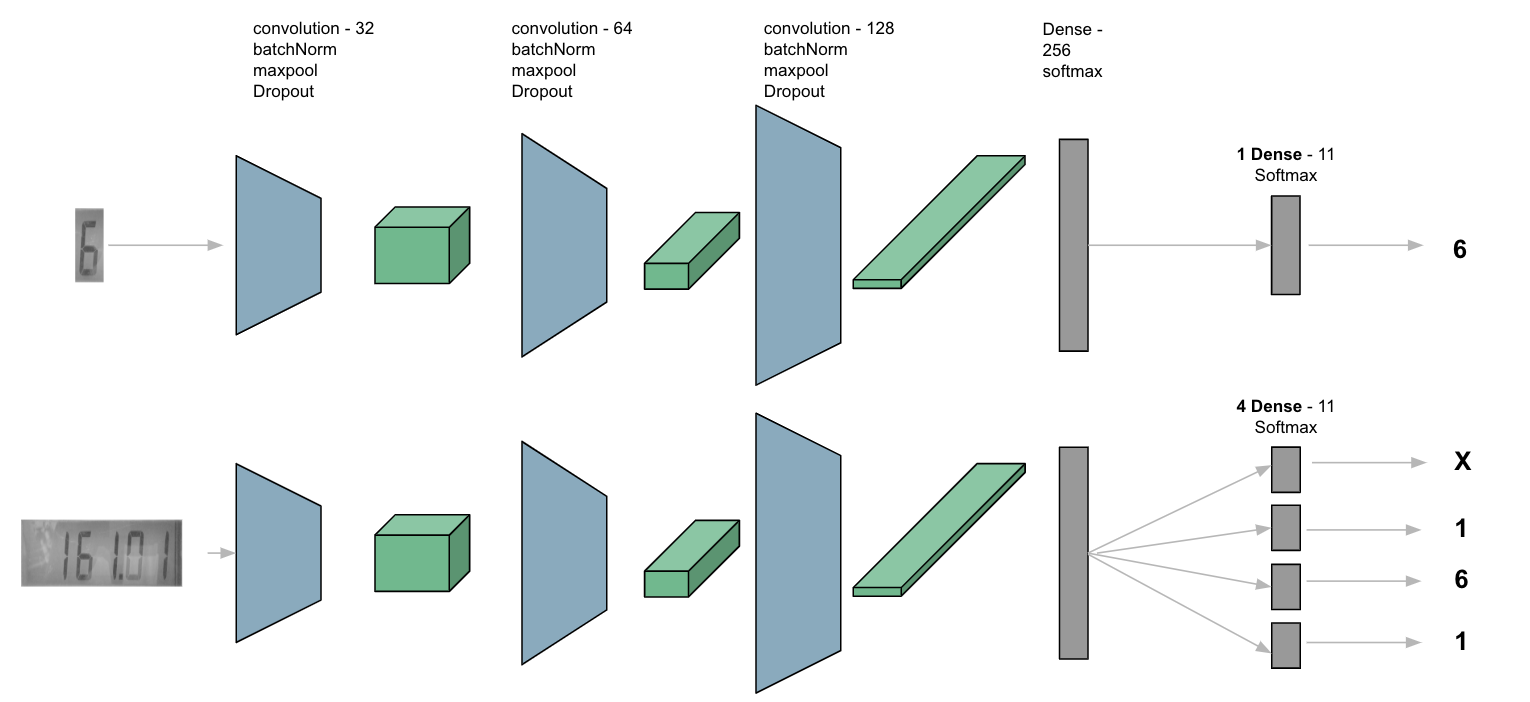 convolution - 32
batchNorm
maxpool
Dropout
convolution - 64
batchNorm
maxpool
Dropout
convolution - 128
batchNorm
maxpool
Dropout
Dense -
256
softmax
6
1 Dense - 11
Softmax
6
161.01
4 Dense - 11
Softmax
X
1
6
1